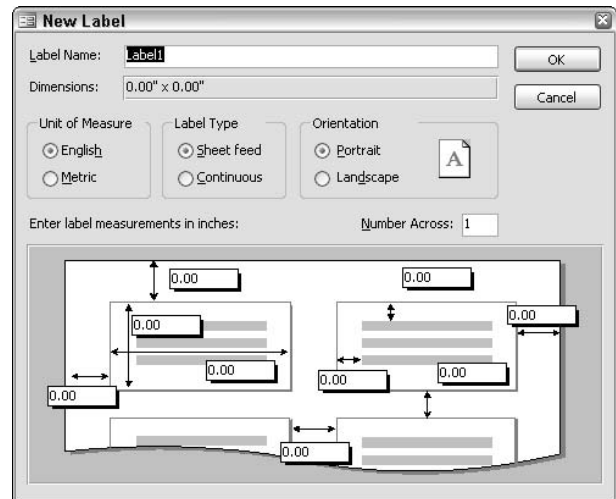 New Label
Label Name: Label1
OK
Dimensions: 0.00" x 0.00"
Cancel
Unit of Measure
English
Metric
Label Type
Sheet feed
Continuous
Orientation
Portrait
Landscape
A
Enter label measurements in inches:
Number Across: 1
0.00
0.00
0.00
0.00
0.00
0.00
0.00
0.00
0.00
0.00